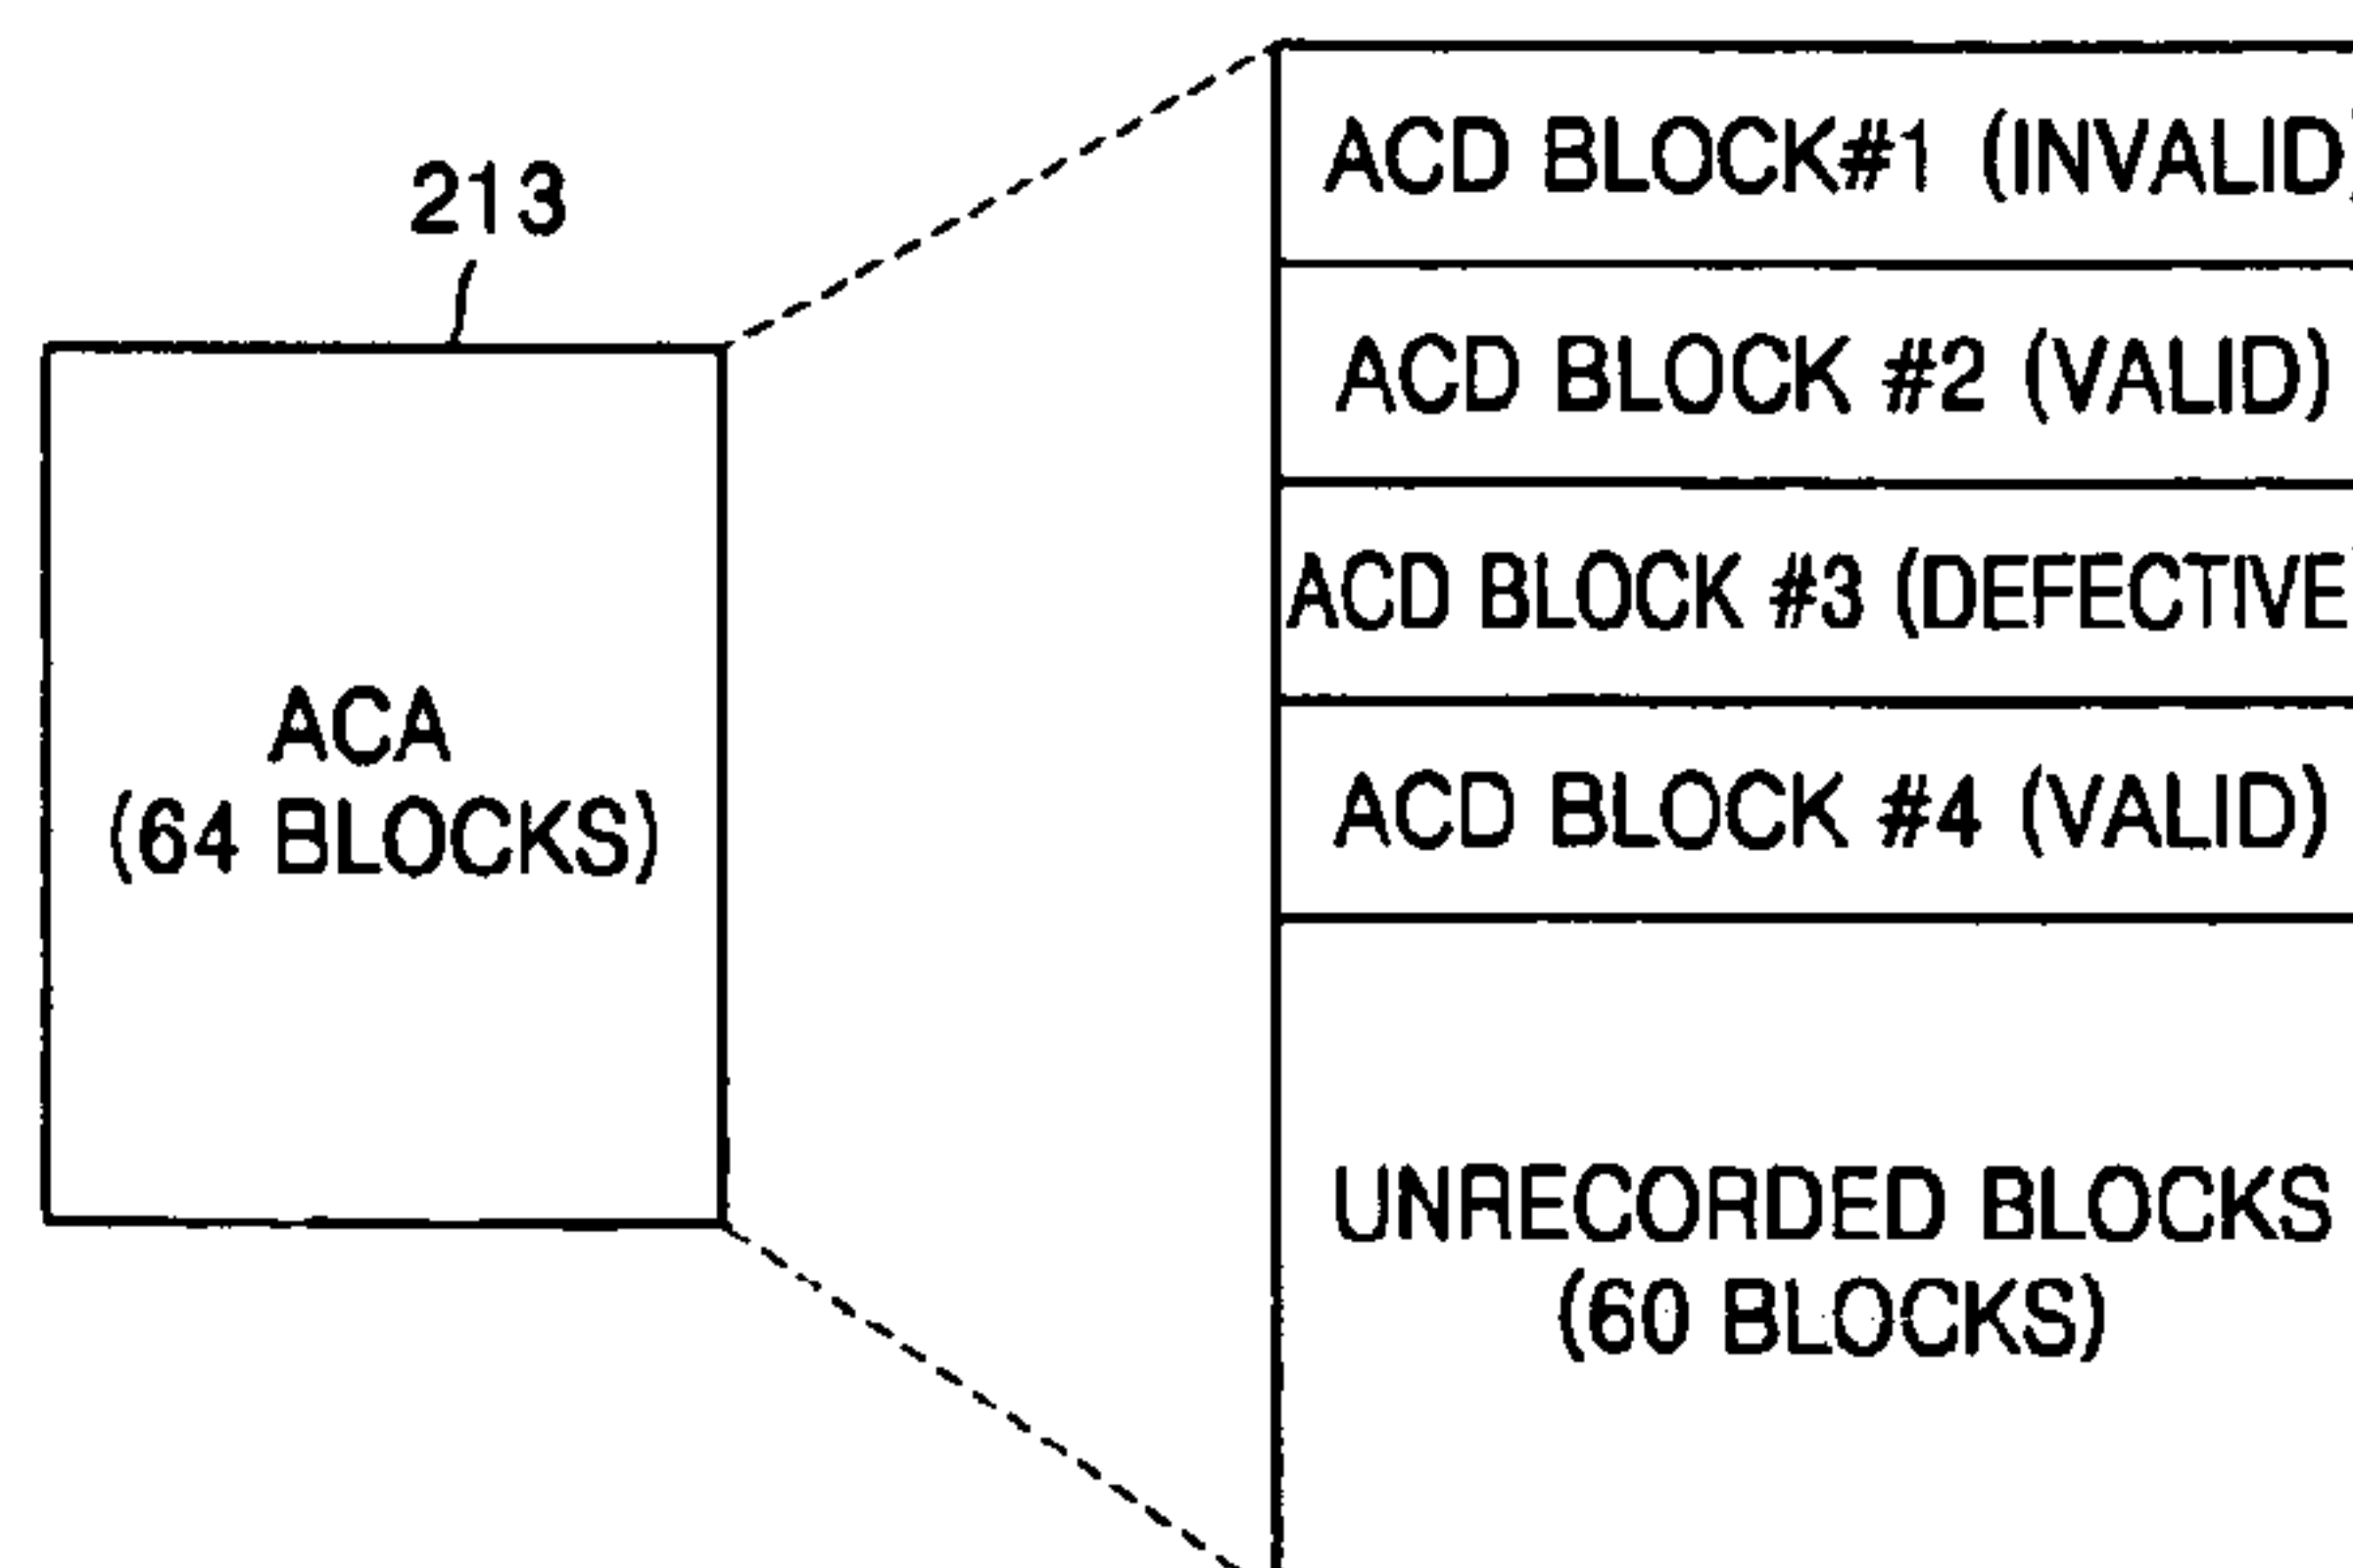 213
ACA
(64 BLOCKS)
ACD BLOCK#1 (INVALID)
ACD BLOCK #2 (VALID)
ACD BLOCK #3 (DEFECTIVE
ACD BLOCK #4 (VALID)
UNRECORDED BLOCKS
(60 BLOCKS)